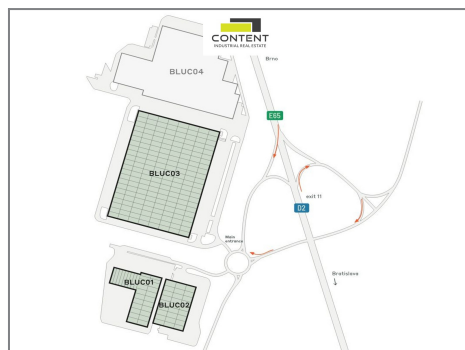 CONTENT
INDUSTRIAL REAL ESTATE
Brno
BLUC04
E65
BLUC03
exit 11
D2
Main
entrance
Bratislava
BLUC01
BLUC02